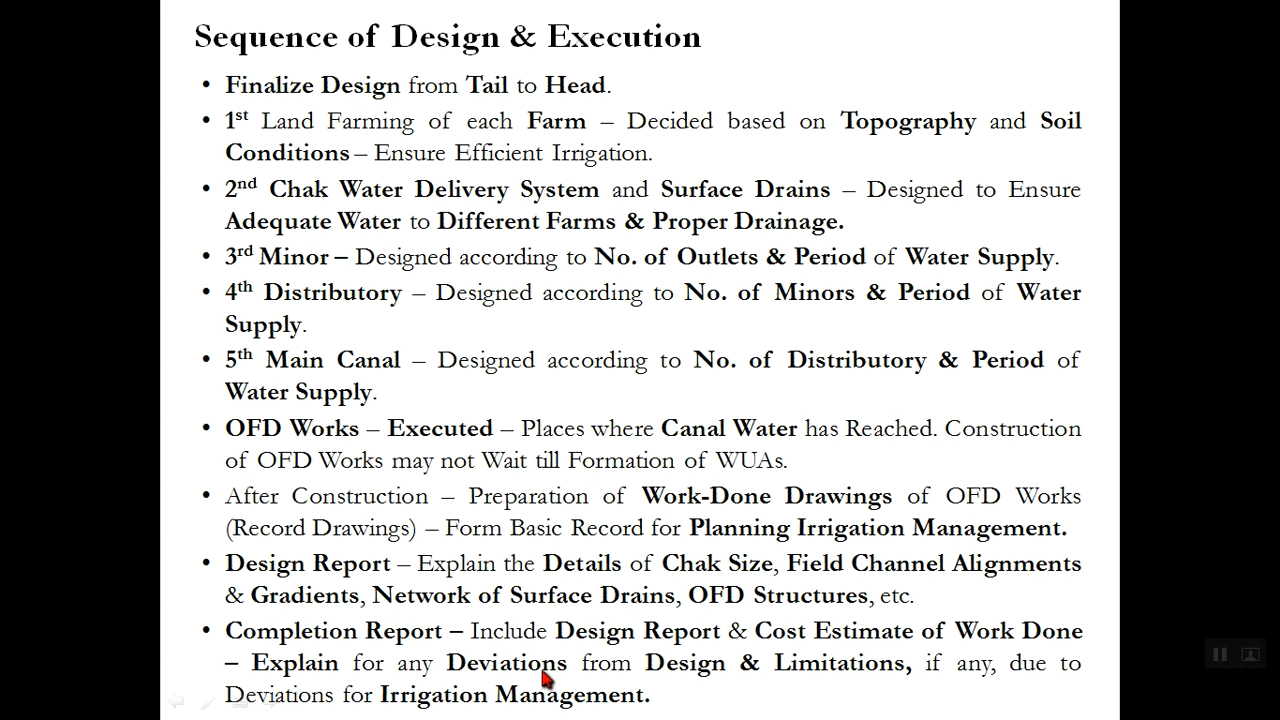 Sequence of Design & Execution
• Finalize Design from Tail to Head.
• 1st Land Farming of each Farm – Decided based on Topography and Soil
Conditions – Ensure Efficient Irrigation.
• 2nd Chak Water Delivery System and Surface Drains – Designed to Ensure
Adequate Water to Different Farms & Proper Drainage.
• 3rd Minor – Designed according to No. of Outlets & Period of Water Supply.
• 4th Distributory – Designed according to No. of Minors & Period of Water
Supply.
• 5th Main Canal – Designed according to No. of Distributory & Period of
Water Supply.
• OFD Works – Executed – Places where Canal Water has Reached. Construction
of OFD Works may not Wait till Formation of WUAs.
• After Construction – Preparation of Work-Done Drawings of OFD Works
(Record Drawings) – Form Basic Record for Planning Irrigation Management.
• Design Report – Explain the Details of Chak Size, Field Channel Alignments
& Gradients, Network of Surface Drains, OFD Structures, etc.
• Completion Report – Include Design Report & Cost Estimate of Work Done
– Explain for any Deviations from Design & Limitations, if any, due to
Deviations for Irrigation Management.